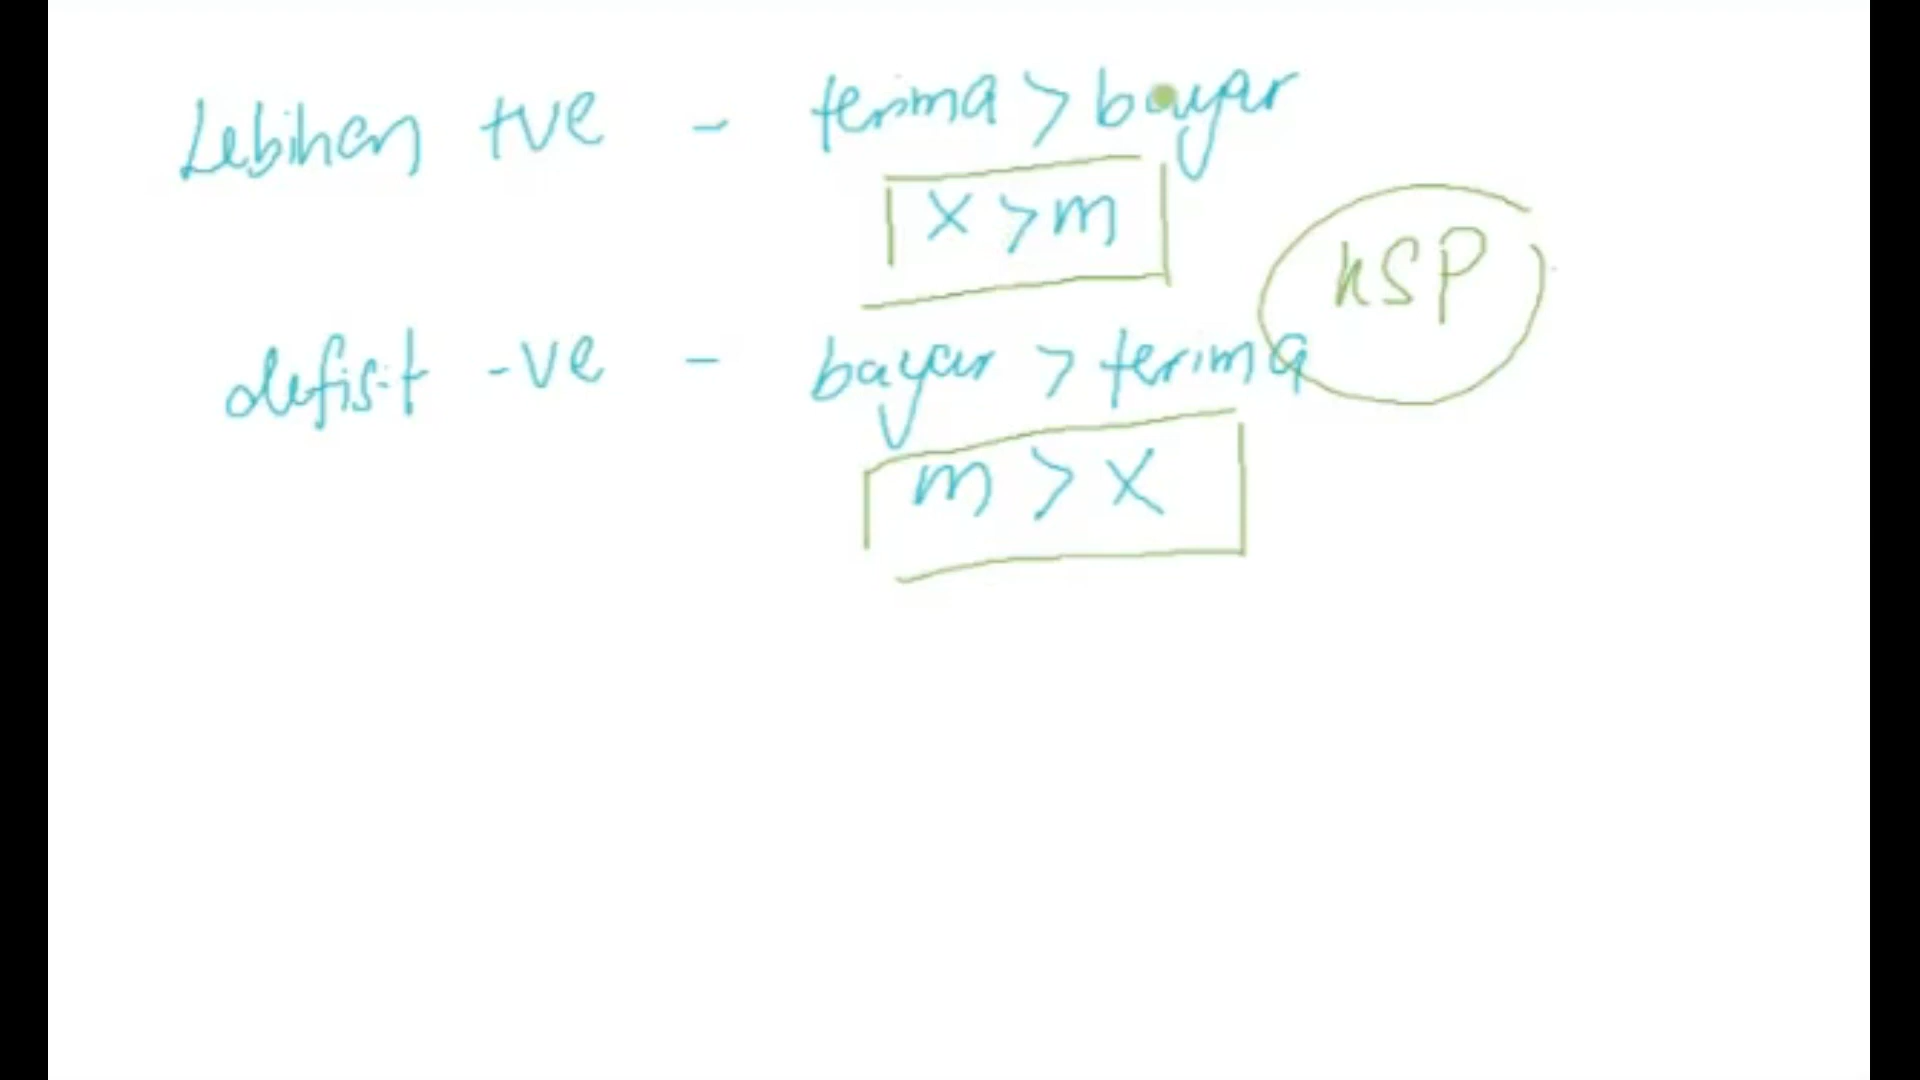 Lebihan +ve - terima > bayar
x > m
KSP
defisit -ve - bayar > terima
m > x